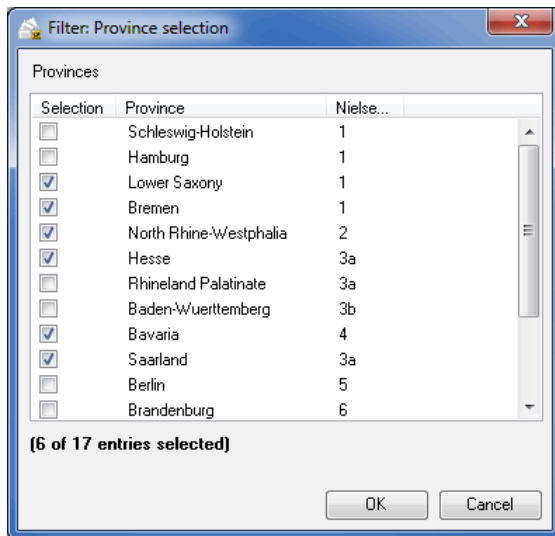 Filter: Province selection
Provinces
Selection Province Nielse...
Schleswig-Holstein 1
Hamburg 1
Lower Saxony 1
Bremen 1
North Rhine-Westphalia 2
Hesse 3a
Rhineland Palatinate 3a
Baden-Wuerttemberg 3b
Bavaria 4
Saarland 3a
Berlin 5
Brandenburg 6
(6 of 17 entries selected)
OK Cancel